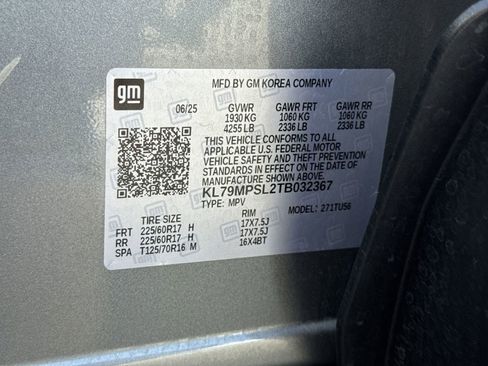 gm
MFD BY GM KOREA COMPANY
06/25 GVWR GAWR FRT GAWR RR
1930 KG 1060 KG 1060 KG
4255 LB 2336 LB 2336 LB
THIS VEHICLE CONFORMS TO ALL
APPLICABLE U.S. FEDERAL MOTOR
VEHICLE SAFETY AND THEFT PREVENTION
STANDARDS IN EFFECT ON THE DATE OF
MANUFACTURE SHOWN ABOVE.
KL79MPSL2TB032367
TYPE: MPV MODEL: 271TU56
TIRE SIZE RIM
FRT 225/60R17 H 17X7.5J
RR 225/60R17 H 17X7.5J
SPA T125/70R16 M 16X4BT